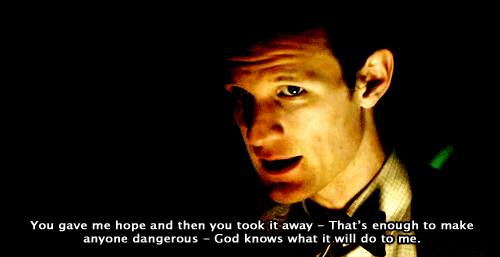 You gave me hope and then you took it away – That's enough to make
anyone dangerous – God knows what it will do to me.